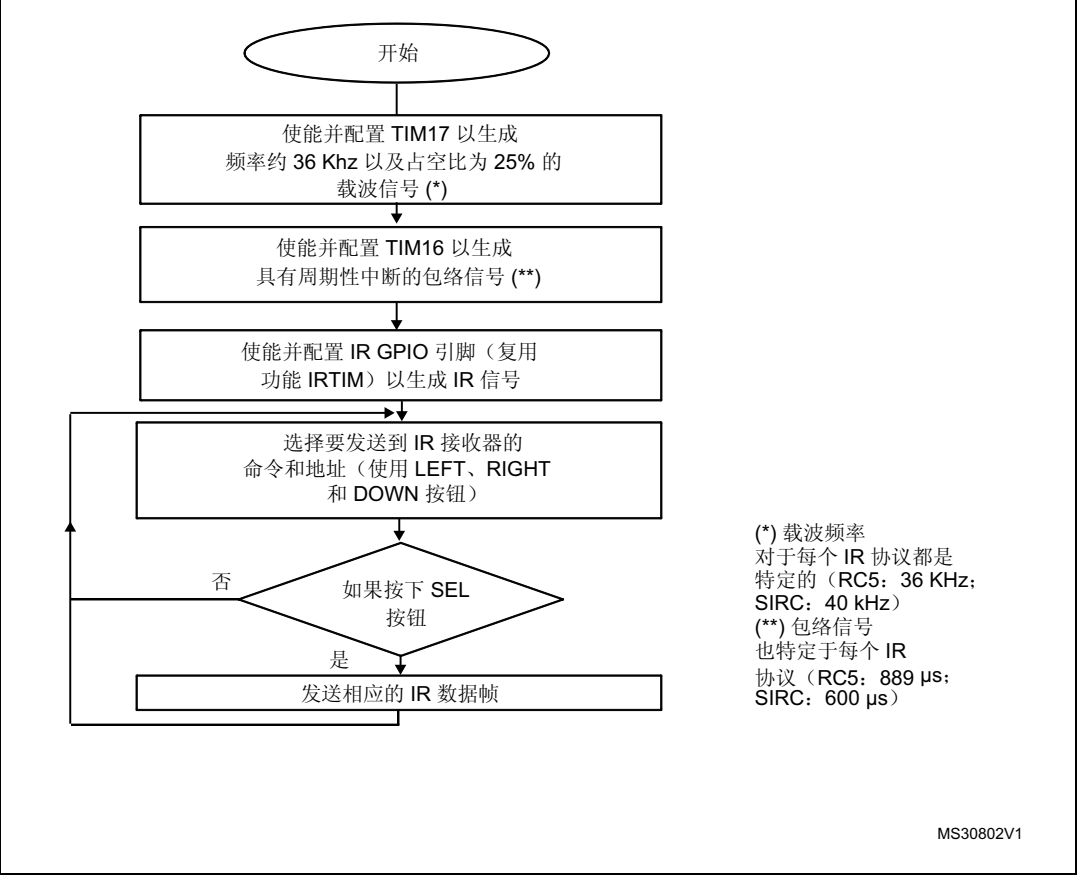 开始
使能并配置 TIM17 以生成
频率约 36 Khz 以及占空比为 25% 的
载波信号 (*)
使能并配置 TIM16 以生成
具有周期性中断的包络信号 (**)
使能并配置 IR GPIO 引脚（复用
功能 IRTIM）以生成 IR 信号
选择要发送到 IR 接收器的
命令和地址（使用 LEFT、RIGHT
和 DOWN 按钮）
否
如果按下 SEL
按钮
是
发送相应的 IR 数据帧
(*) 载波频率
对于每个 IR 协议都是
特定的（RC5：36 KHz；
SIRC：40 kHz）
(**) 包络信号
也特定于每个 IR
协议（RC5：889 µs；
SIRC：600 µs）
MS30802V1